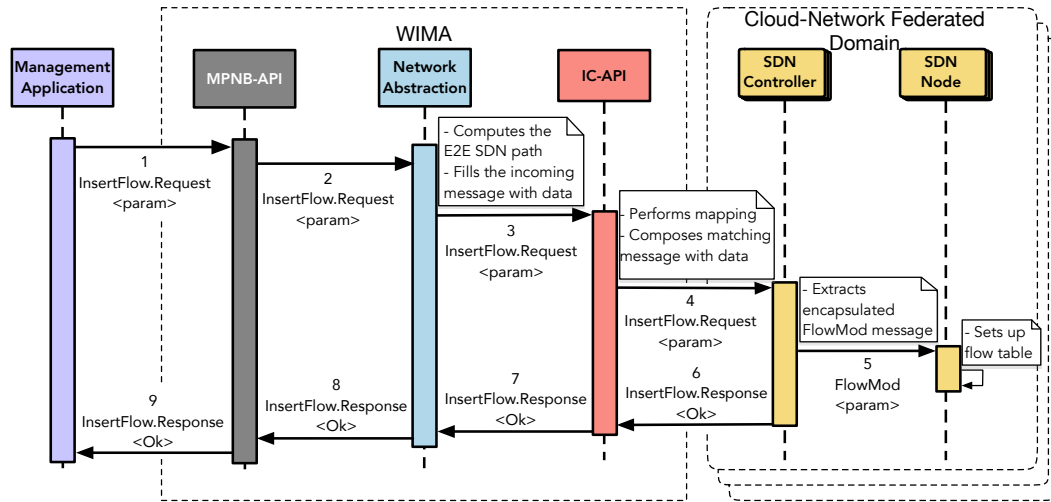 WIMA
Cloud-Network Federated
Domain
Management
Application
MPNB-API
Network
Abstraction
IC-API
SDN
Controller
SDN
Node
- Computes the
E2E SDN path
- Fills the incoming
message with data
1
InsertFlow.Request
<param>
2
InsertFlow.Request
<param>
3
InsertFlow.Request
<param>
- Performs mapping
- Composes matching
message with data
4
InsertFlow.Request
<param>
- Extracts
encapsulated
FlowMod message
5
FlowMod
<param>
- Sets up
flow table
6
InsertFlow.Response
<Ok>
7
InsertFlow.Response
<Ok>
8
InsertFlow.Response
<Ok>
9
InsertFlow.Response
<Ok>